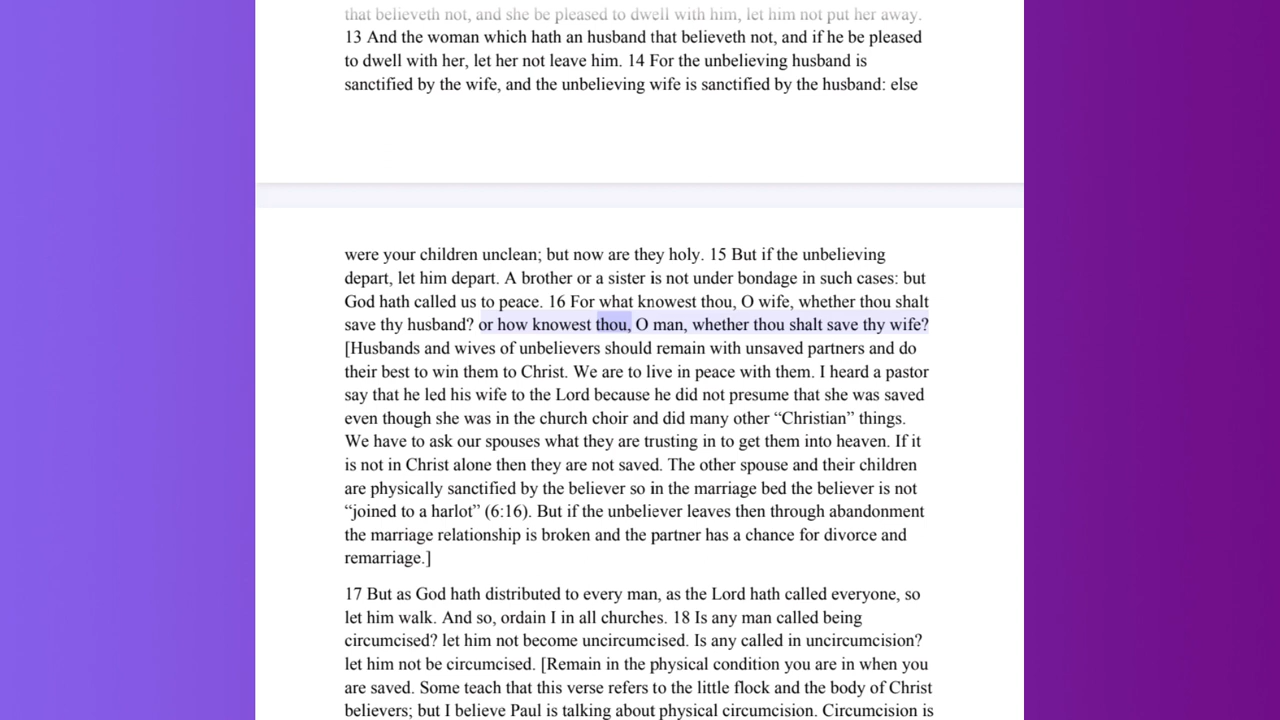 that believeth not, and she be pleased to dwell with him, let him not put her away.
13 And the woman which hath an husband that believeth not, and if he be pleased
to dwell with her, let her not leave him. 14 For the unbelieving husband is
sanctified by the wife, and the unbelieving wife is sanctified by the husband: else
were your children unclean; but now are they holy. 15 But if the unbelieving
depart, let him depart. A brother or a sister is not under bondage in such cases: but
God hath called us to peace. 16 For what knowest thou, O wife, whether thou shalt
save thy husband? or how knowest thou, O man, whether thou shalt save thy wife?
[Husbands and wives of unbelievers should remain with unsaved partners and do
their best to win them to Christ. We are to live in peace with them. I heard a pastor
say that he led his wife to the Lord because he did not presume that she was saved
even though she was in the church choir and did many other “Christian” things.
We have to ask our spouses what they are trusting in to get them into heaven. If it
is not in Christ alone then they are not saved. The other spouse and their children
are physically sanctified by the believer so in the marriage bed the believer is not
“joined to a harlot” (6:16). But if the unbeliever leaves then through abandonment
the marriage relationship is broken and the partner has a chance for divorce and
remarriage.]
17 But as God hath distributed to every man, as the Lord hath called everyone, so
let him walk. And so, ordain I in all churches. 18 Is any man called being
circumcised? let him not become uncircumcised. Is any called in uncircumcision?
let him not be circumcised. [Remain in the physical condition you are in when you
are saved. Some teach that this verse refers to the little flock and the body of Christ
believers; but I believe Paul is talking about physical circumcision. Circumcision is